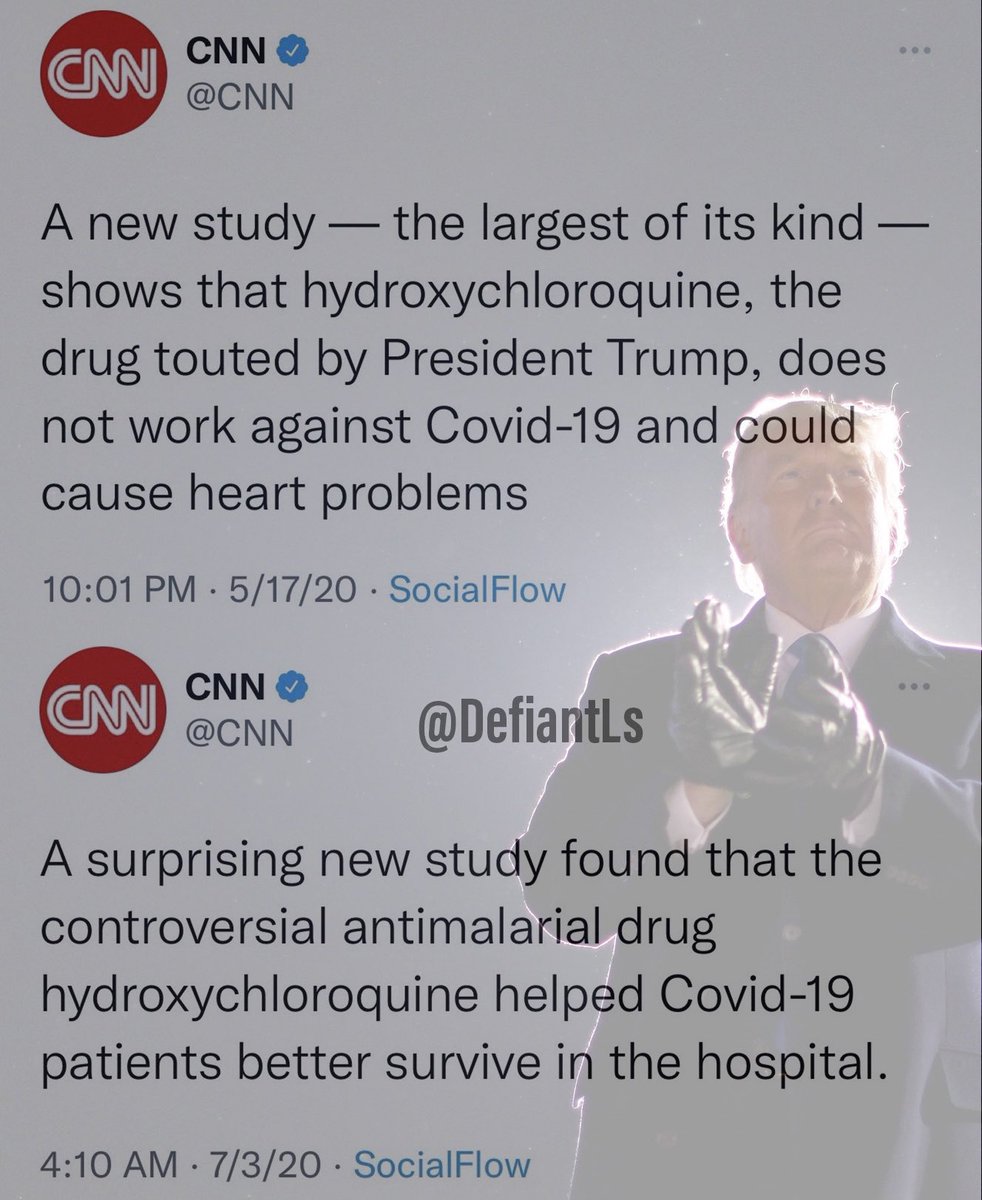 CNN
CNN
@CNN
A new study — the largest of its kind —
shows that hydroxychloroquine, the
drug touted by President Trump, does
not work against Covid-19 and could
cause heart problems
10:01 PM · 5/17/20 · SocialFlow
CNN
CNN
@CNN
@DefiantLs
A surprising new study found that the
controversial antimalarial drug
hydroxychloroquine helped Covid-19
patients better survive in the hospital.
4:10 AM · 7/3/20 · SocialFlow